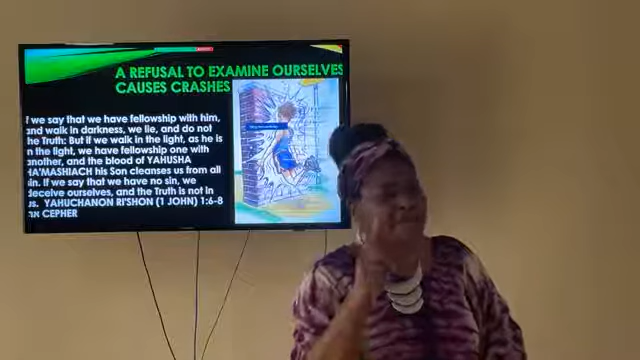 A REFUSAL TO EXAMINE OURSELVES
CAUSES CRASHES
f we say that we have fellowship with him,
and walk in darkness, we lie, and do not
he Truth: But if we walk in the light, as he is
n the light, we have fellowship one with
another, and the blood of YAHUSHA
HA'MASHIACH his Son cleanses us from all
in. If we say that we have no sin, we
deceive ourselves, and the Truth is not in
us. YAHUCHANON RI'SHON (1 JOHN) 1:6-8
את CEPHER